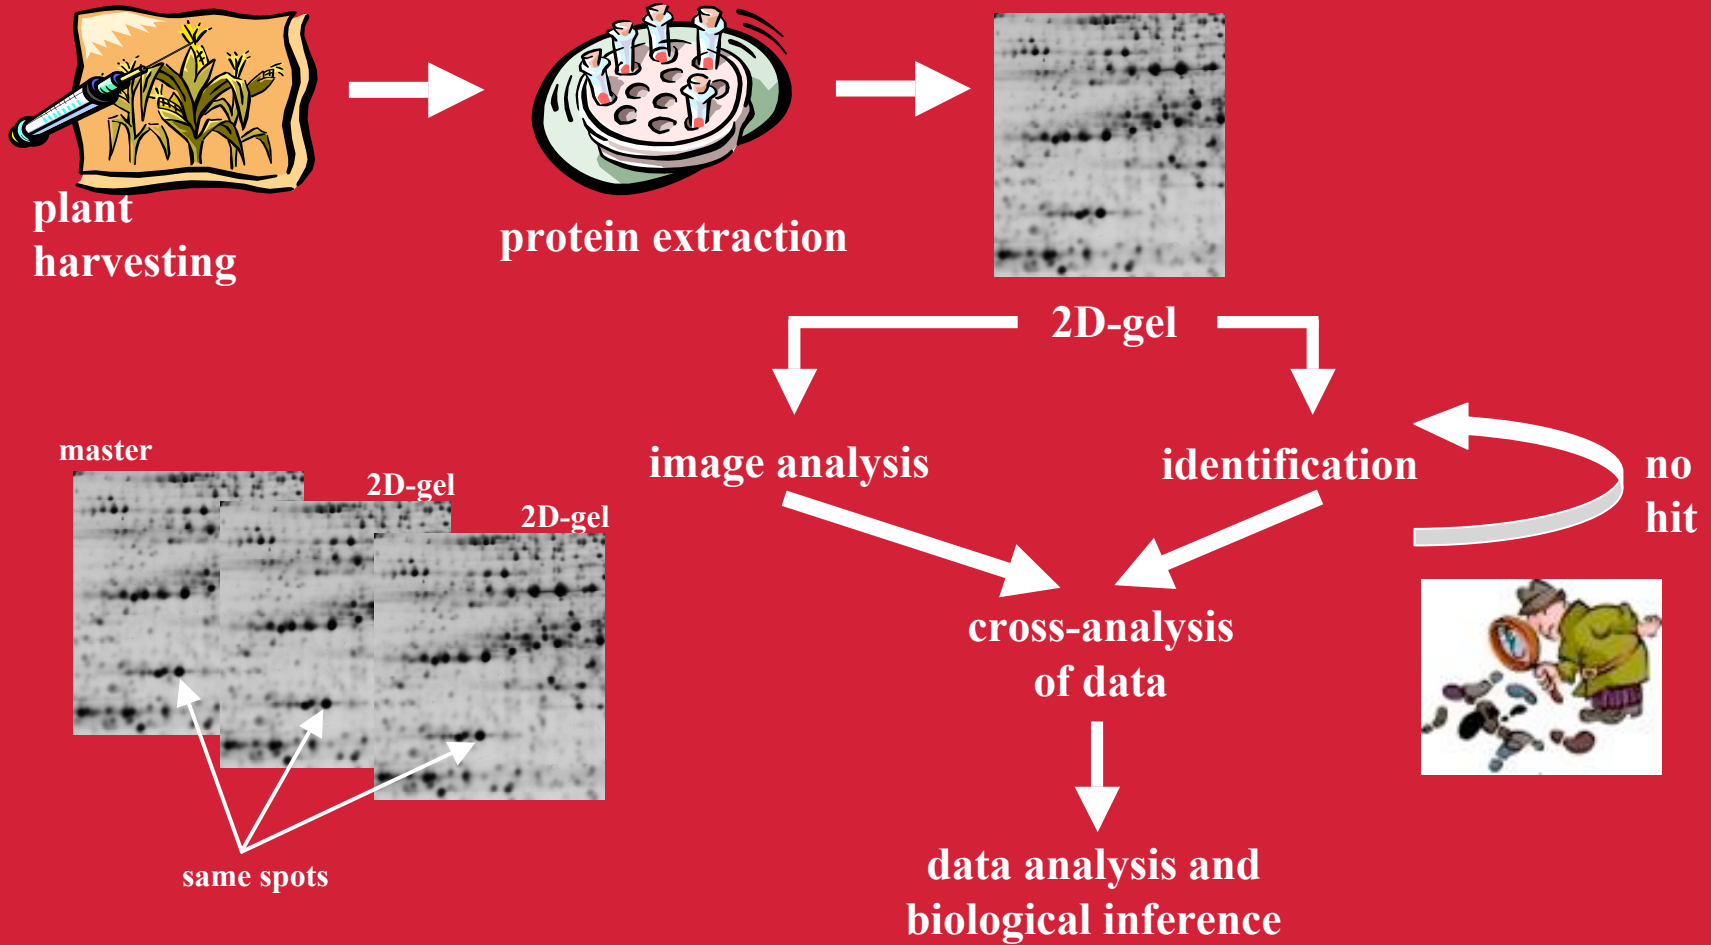 plant
harvesting
protein extraction
2D-gel
image analysis
identification
no
hit
master
2D-gel
2D-gel
same spots
cross-analysis
of data
data analysis and
biological inference